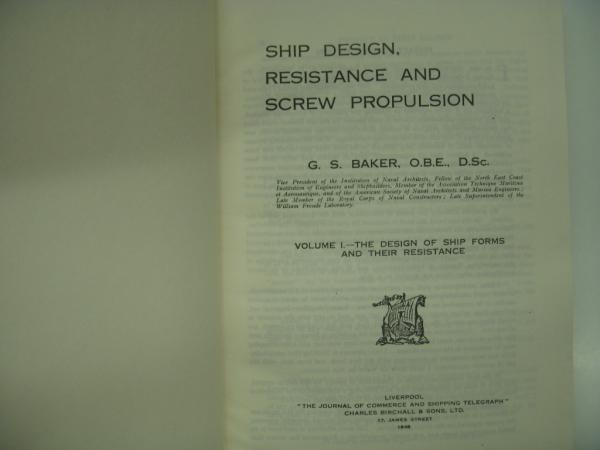 SHIP DESIGN,
RESISTANCE AND
SCREW PROPULSION
G. S. BAKER, O.B.E., D.Sc.
Vice President of the Institution of Naval Architects, Fellow of the North East Coast
Institution of Engineers and Shipbuilders, Member of the Association Technique Maritime
et Aeronautique, and of the American Society of Naval Architects and Marine Engineers;
Late Member of the Royal Corps of Naval Constructors; Late Superintendent of the
William Froude Laboratory.
VOLUME I.—THE DESIGN OF SHIP FORMS
AND THEIR RESISTANCE
LIVERPOOL
"THE JOURNAL OF COMMERCE AND SHIPPING TELEGRAPH"
CHARLES BIRCHALL & SONS, LTD.
17, JAMES STREET